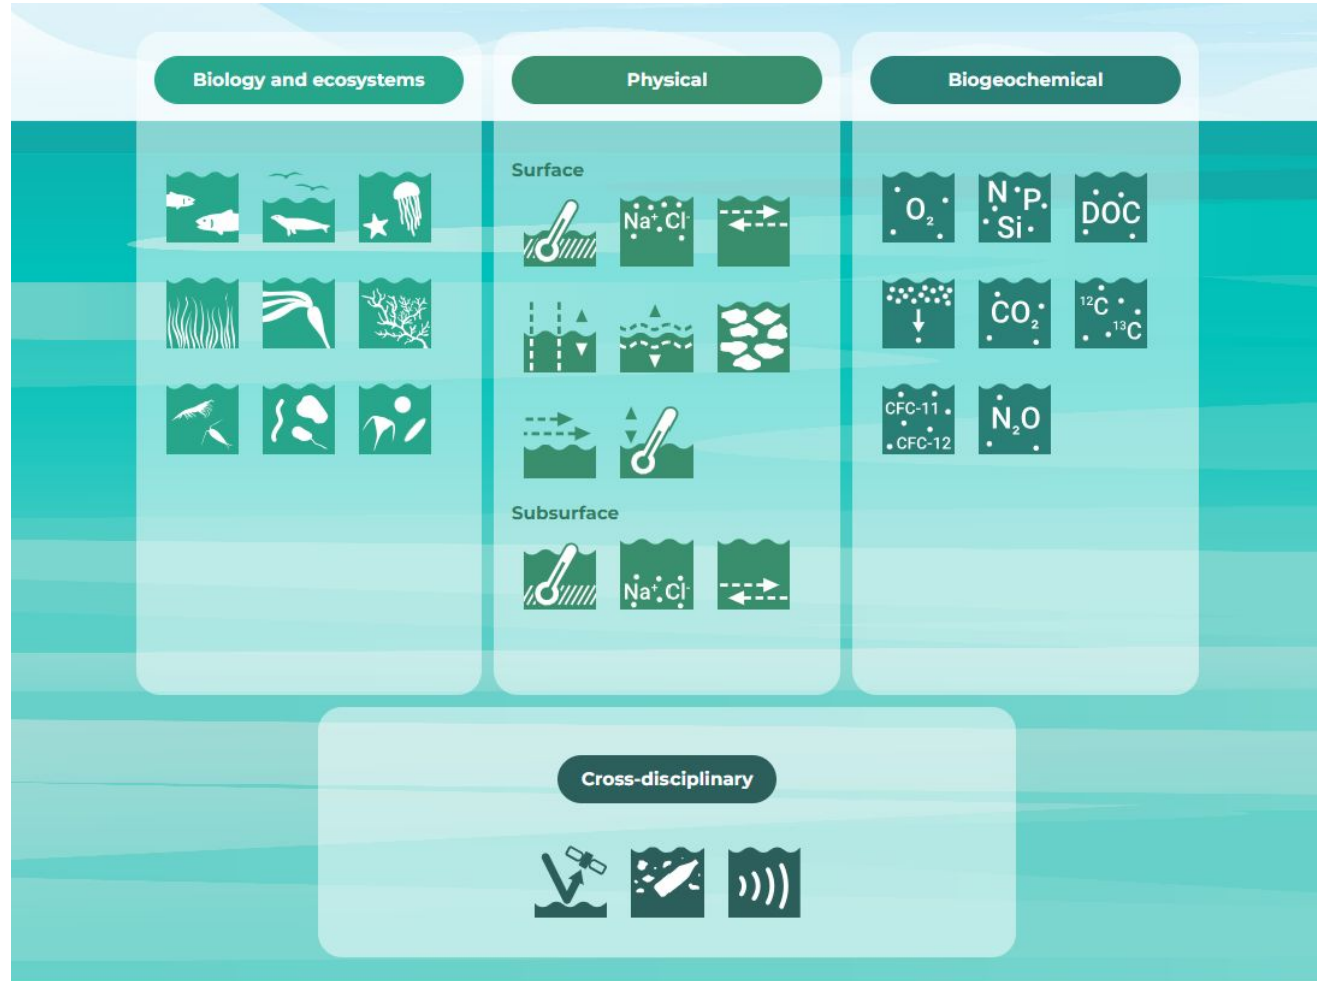 Biology and ecosystems
Physical
Biogeochemical
Surface
Na⁺ Cl⁻
O₂
N P
Si
DOC
CO₂
¹²C
¹³C
CFC-11
CFC-12
N₂O
Subsurface
Na⁺ Cl⁻
Cross-disciplinary